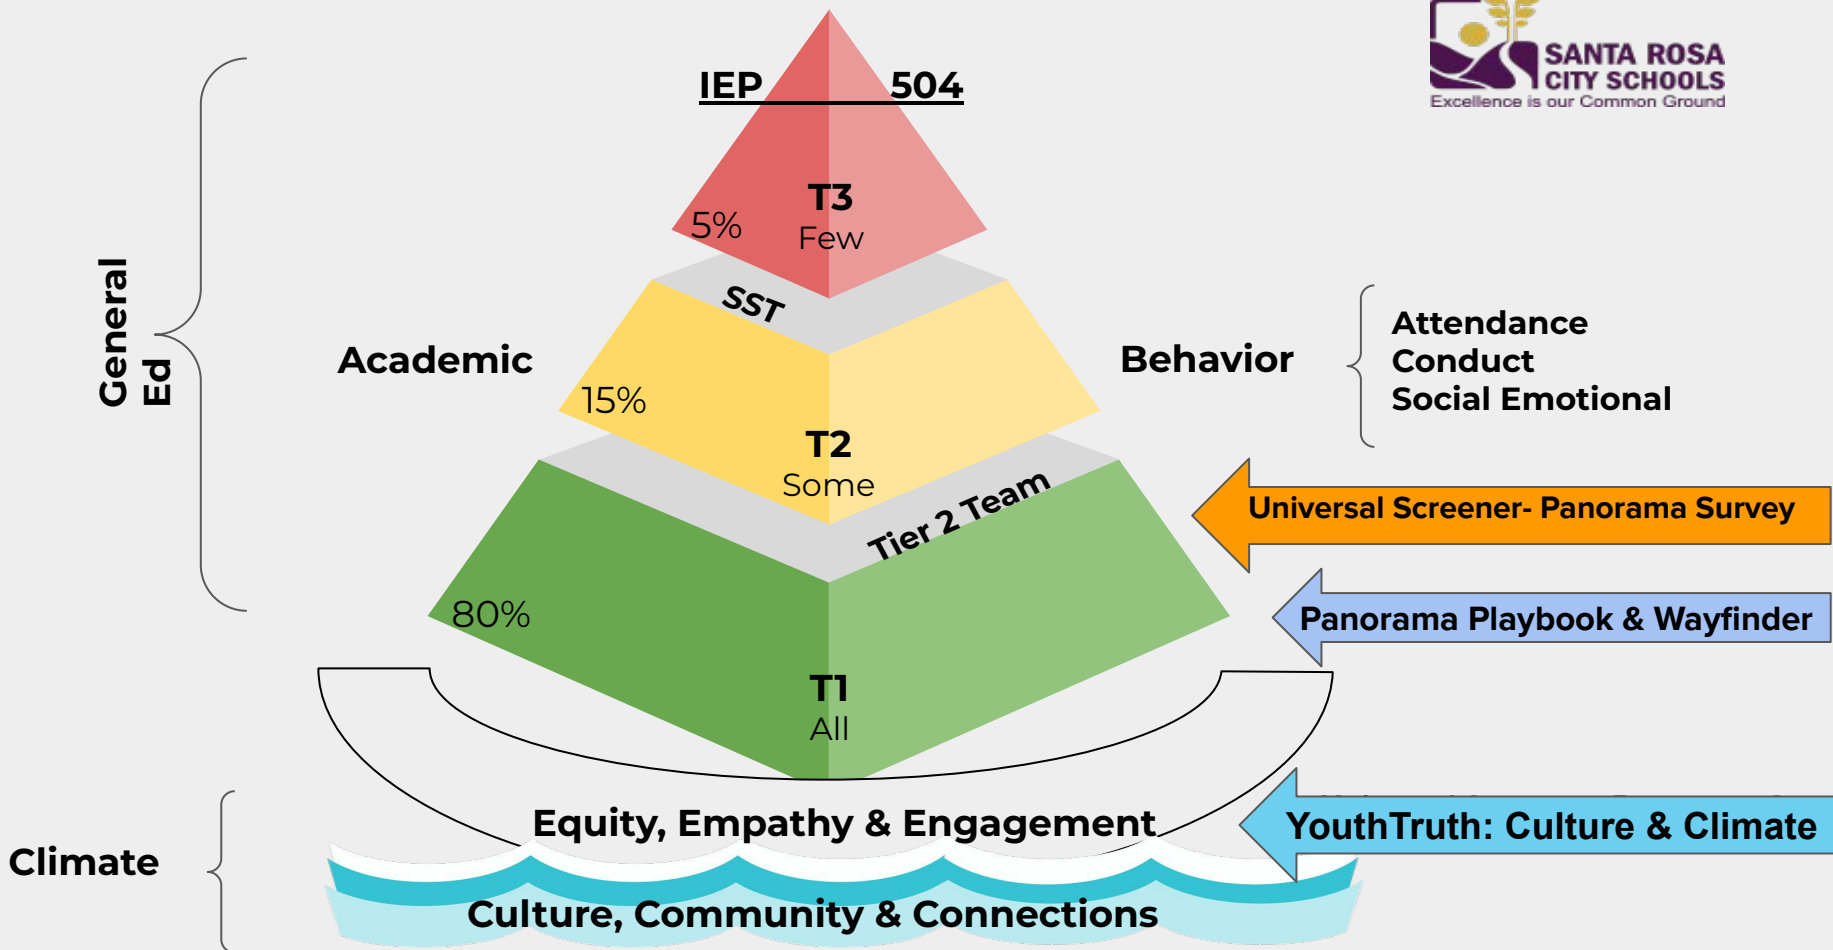 SANTA ROSA
CITY SCHOOLS
Excellence is our Common Ground
IEP 504
T3
5%
Few
SST
General
Ed
Academic
Behavior
Attendance
Conduct
Social Emotional
15%
T2
Some
Tier 2 Team
Universal Screener- Panorama Survey
80%
Panorama Playbook & Wayfinder
T1
All
Equity, Empathy & Engagement
YouthTruth: Culture & Climate
Climate
Culture, Community & Connections